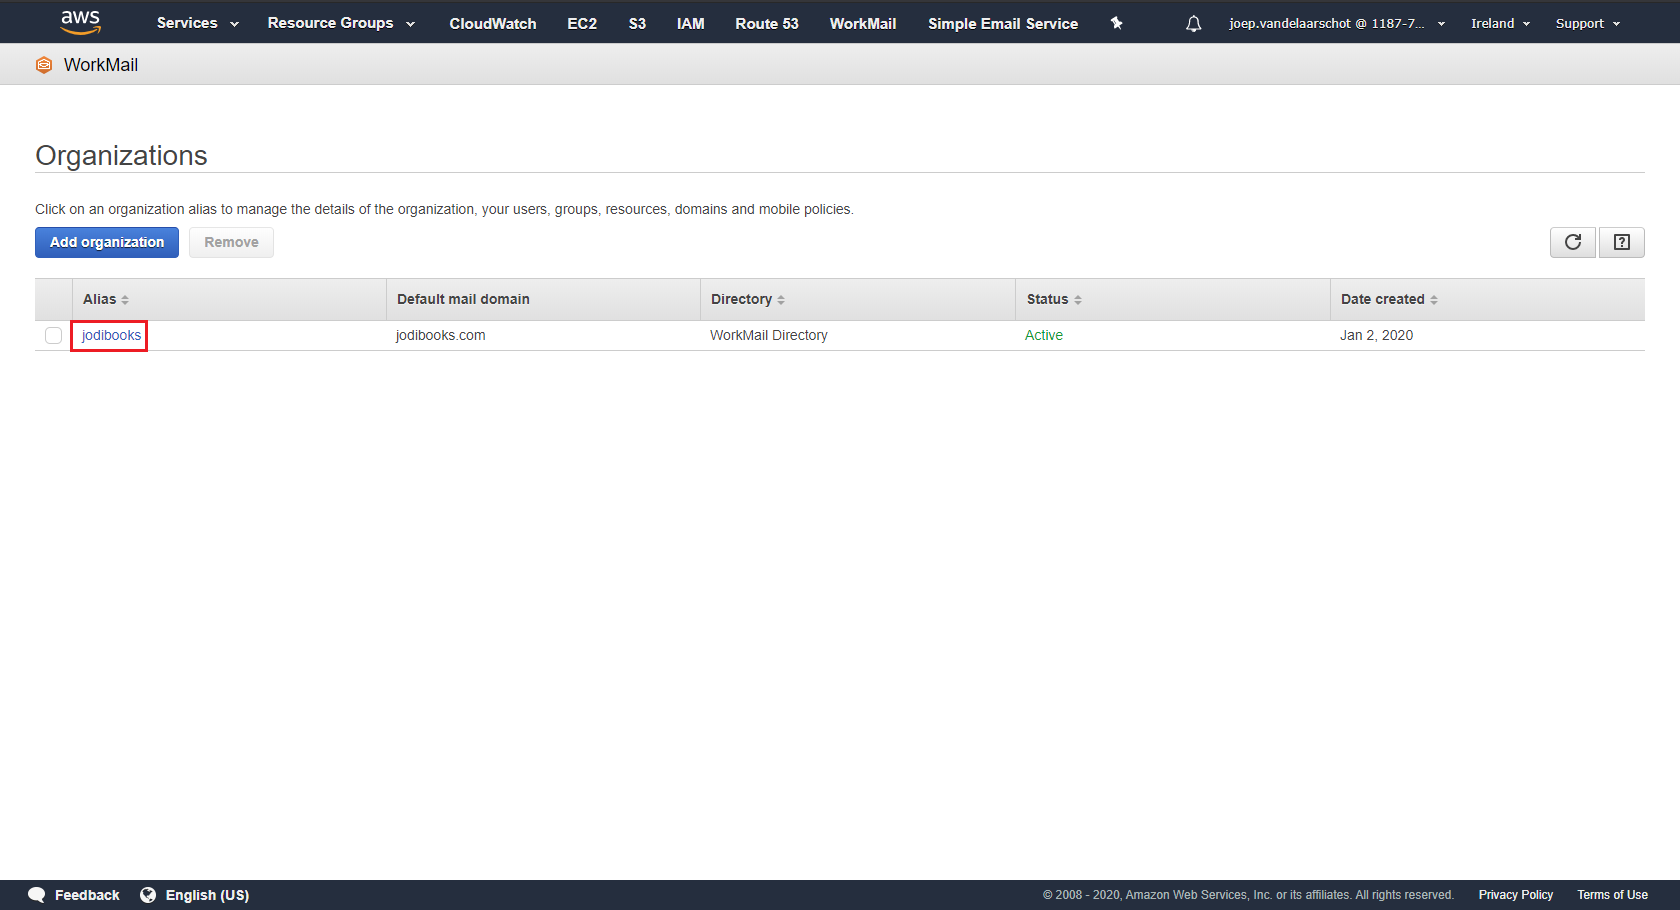 aws Services Resource Groups CloudWatch EC2 S3 IAM Route 53 WorkMail Simple Email Service joep.vandelaarschot @ 1187-7... Ireland Support
WorkMail
Organizations
Click on an organization alias to manage the details of the organization, your users, groups, resources, domains and mobile policies.
Add organization Remove ?
Alias Default mail domain Directory Status Date created
jodibooks jodibooks.com WorkMail Directory Active Jan 2, 2020
Feedback English (US) © 2008 - 2020, Amazon Web Services, Inc. or its affiliates. All rights reserved. Privacy Policy Terms of Use